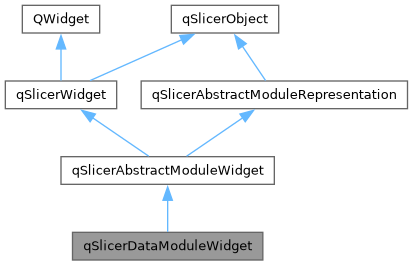 QWidget
qSlicerObject
qSlicerWidget
qSlicerAbstractModuleRepresentation
qSlicerAbstractModuleWidget
qSlicerDataModuleWidget